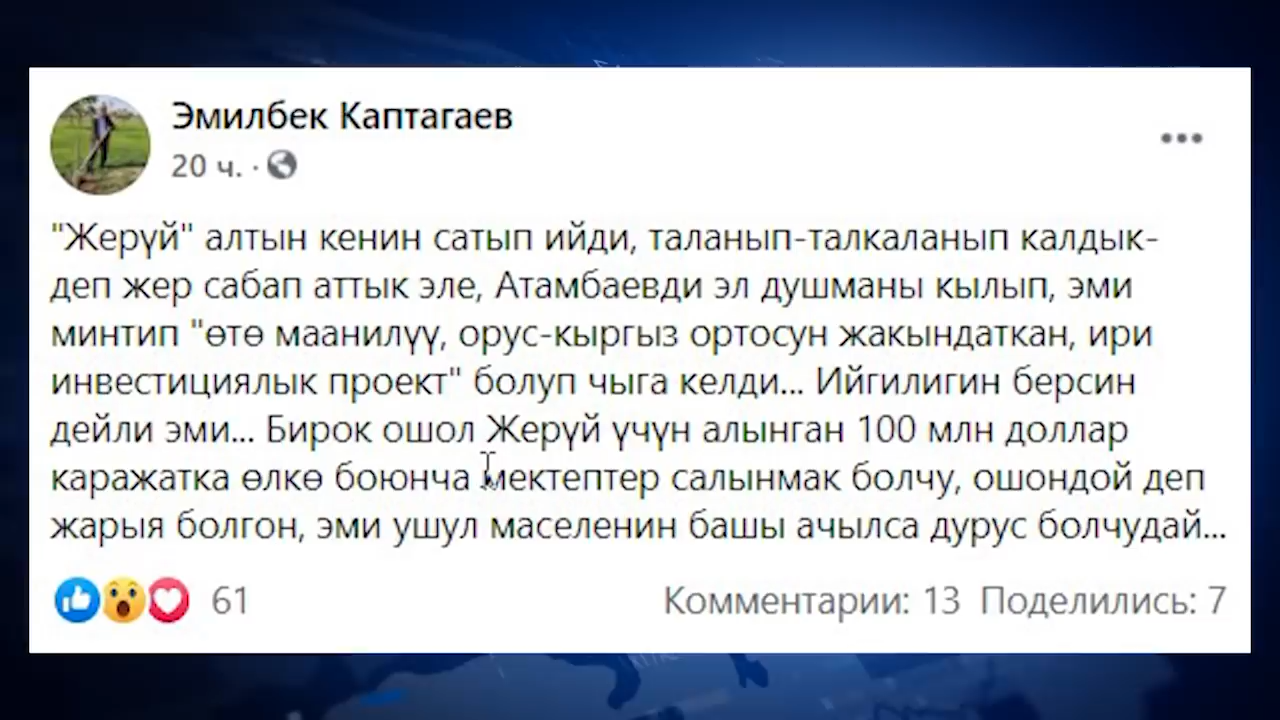 Эмилбек Каптагаев
20 ч. ·
"Жерүй" алтын кенин сатып ийди, таланып-талкаланып калдык-
деп жер сабап аттык эле, Атамбаевди эл душманы кылып, эми
минтип "өтө маанилүү, орус-кыргыз ортосун жакындаткан, ири
инвестициялык проект" болуп чыга келди... Ийгилигин берсин
дейли эми... Бирок ошол Жерүй үчүн алынган 100 млн доллар
каражатка өлкө боюнча мектептер салынмак болчу, ошондой деп
жарыя болгон, эми ушул маселенин башы ачылса дурус болчудай...
61 Комментарии: 13 Поделились: 7